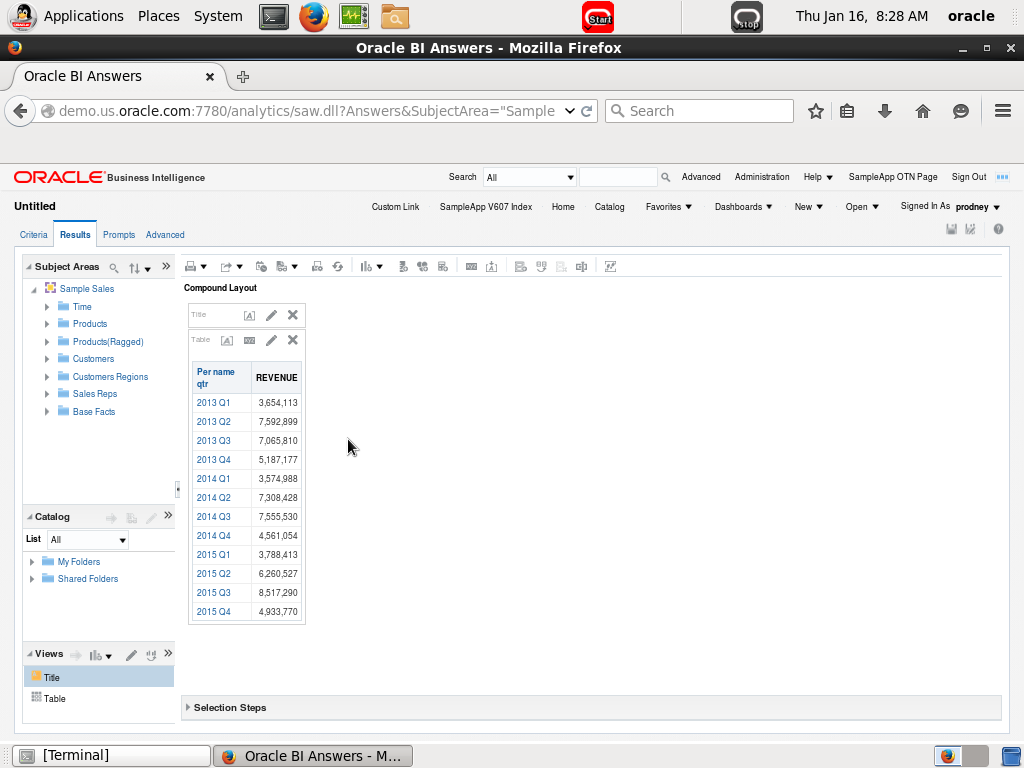 Applications Places System Start stop Thu Jan 16, 8:28 AM oracle
Oracle BI Answers - Mozilla Firefox
Oracle BI Answers
demo.us.oracle.com:7780/analytics/saw.dll?Answers&SubjectArea="Sample Search
ORACLE Business Intelligence Search All Advanced Administration Help SampleApp OTN Page Sign Out
Untitled Custom Link SampleApp V607 Index Home Catalog Favorites Dashboards New Open Signed In As prodney
Criteria Results Prompts Advanced
Subject Areas
Sample Sales
Time
Products
Products(Ragged)
Customers
Customers Regions
Sales Reps
Base Facts
Catalog
List All
My Folders
Shared Folders
Views
Title
Table
Compound Layout
Title
Table
Per name qtr REVENUE
2013 Q1 3,654,113
2013 Q2 7,592,899
2013 Q3 7,065,810
2013 Q4 5,187,177
2014 Q1 3,574,988
2014 Q2 7,308,428
2014 Q3 7,555,530
2014 Q4 4,561,054
2015 Q1 3,788,413
2015 Q2 6,260,527
2015 Q3 8,517,290
2015 Q4 4,933,770
Selection Steps
[Terminal] Oracle BI Answers - M...